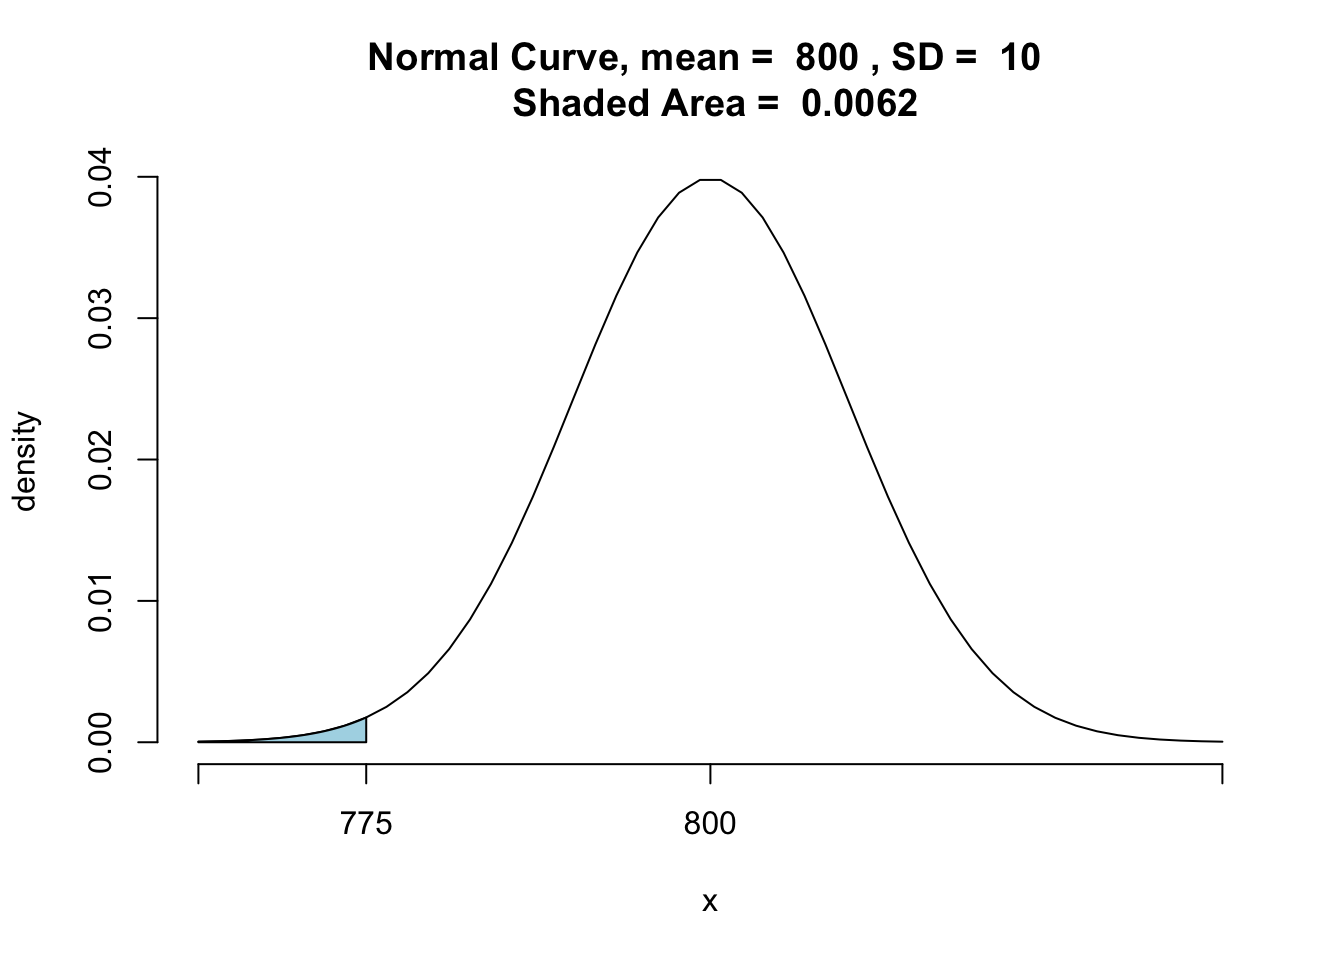 Normal Curve, mean =  800 , SD =  10
Shaded Area =  0.0062
0.04
0.03
0.02
0.01
0.00
density
775
800
x